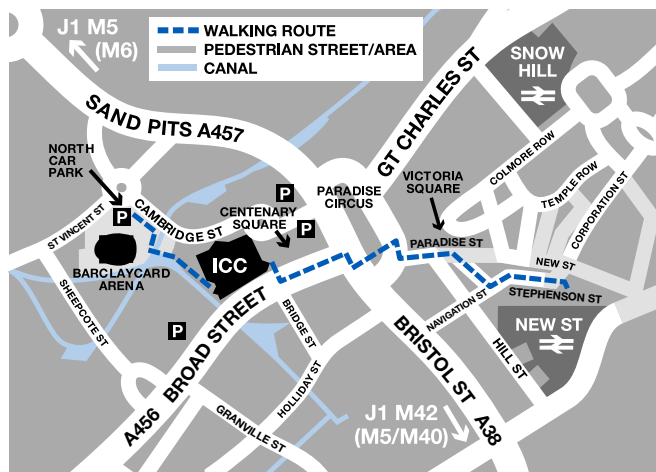 J1 M5
(M6)
WALKING ROUTE
PEDESTRIAN STREET/AREA
CANAL
SNOW
HILL
SAND PITS A457
GT CHARLES ST
NORTH
CAR
PARK
P
ST VINCENT ST
CAMBRIDGE ST
CENTENARY
SQUARE
P
P
PARADISE
CIRCUS
VICTORIA
SQUARE
COLMORE ROW
TEMPLE ROW
CORPORATION ST
BARCLAYCARD
ARENA
ICC
PARADISE ST
NEW ST
STEPHENSON ST
NAVIGATION ST
SHEEPCOTE ST
P
A456 BROAD STREET
BRIDGE ST
HOLLIDAY ST
GRANVILLE ST
BRISTOL ST A38
HILL ST
NEW ST
J1 M42
(M5/M40)